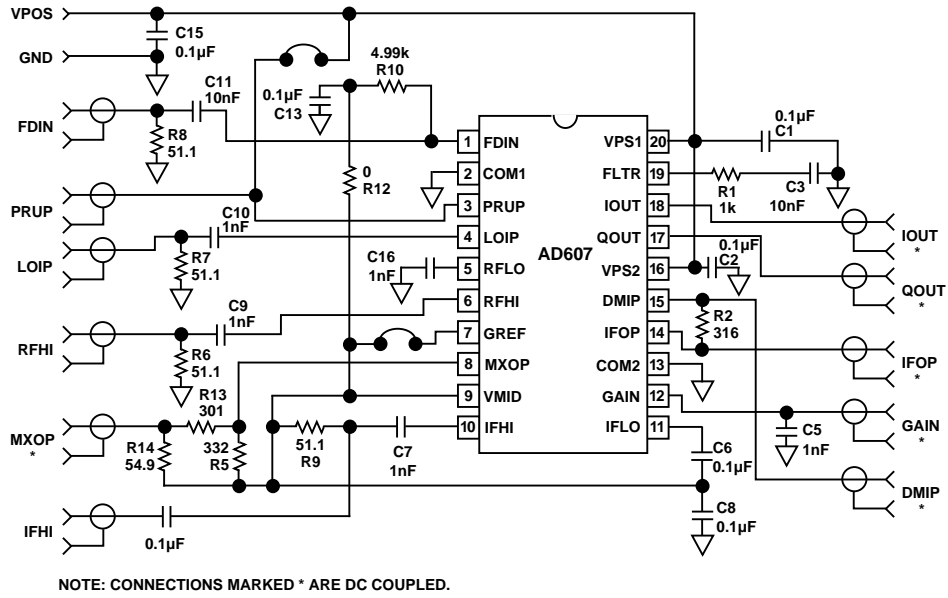 VPOS
C15
0.1µF
GND
4.99k
R10
0.1µF
C13
C11
10nF
FDIN
R8
51.1
0
R12
PRUP
C10
1nF
LOIP
R7
51.1
C16
1nF
C9
1nF
RFHI
R6
51.1
R13
301
MXOP
*
R14
54.9
332
R5
51.1
R9
C7
1nF
IFHI
0.1µF
AD607
1 FDIN
2 COM1
3 PRUP
4 LOIP
5 RFLO
6 RFHI
7 GREF
8 MXOP
9 VMID
10 IFHI
VPS1 20
FLTR 19
IOUT 18
QOUT 17
VPS2 16
DMIP 15
IFOP 14
COM2 13
GAIN 12
IFLO 11
0.1µF
C1
R1
1k
C3
10nF
0.1µF
C2
R2
316
IOUT
*
QOUT
*
IFOP
*
GAIN
*
C5
1nF
C6
0.1µF
DMIP
*
C8
0.1µF
NOTE: CONNECTIONS MARKED * ARE DC COUPLED.